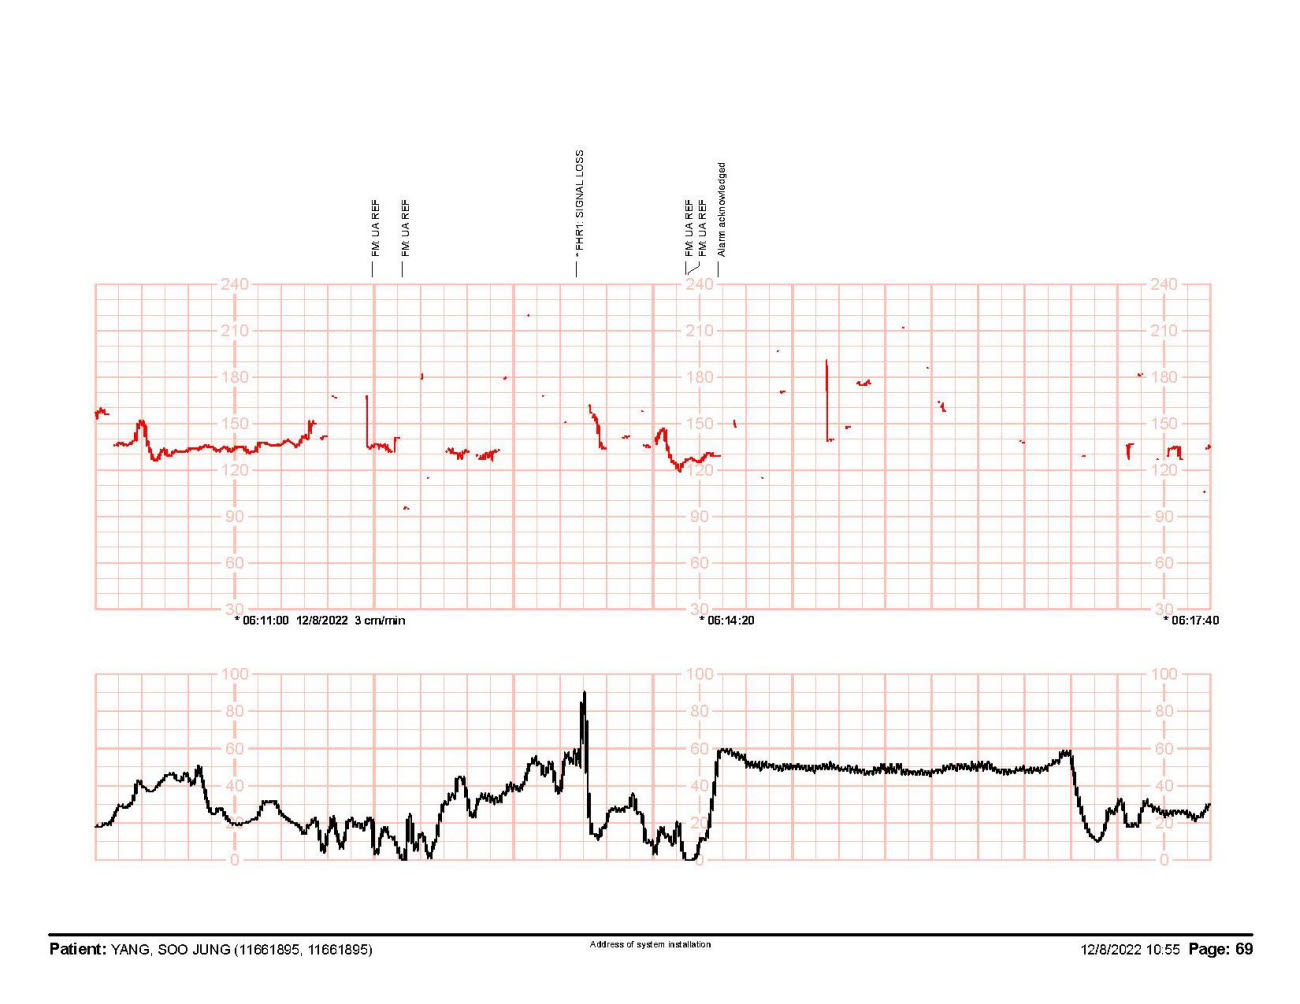 FM: UA REF
FM: UA REF
* FHR1: SIGNAL LOSS
FM: UA REF
FM: UA REF
Alarm acknowledged
240 240 240
210 210 210
180 180 180
150 150 150
120 120 120
90 90 90
60 60 60
30 30 30
* 06:11:00 12/8/2022 3 cm/min * 06:14:20 * 06:17:40
100 100 100
80 80 80
60 60 60
40 40 40
20 20 20
0 0 0
Patient: YANG, SOO JUNG (11661895, 11661895) Address of system installation 12/8/2022 10:55 Page: 69